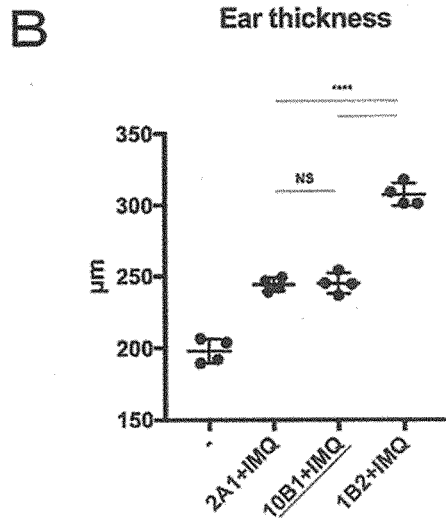 B
Ear thickness
****
350
NS
300
µm
250
200
150
-
2A1+IMQ
10B1+IMQ
1B2+IMQ